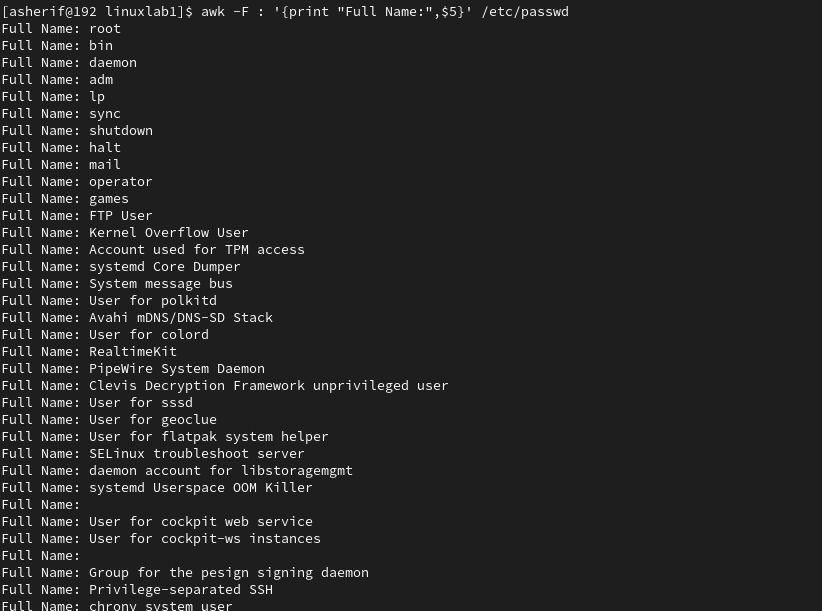 [asherif@192 linuxlab1]$ awk -F : '{print "Full Name:",$5}' /etc/passwd
Full Name: root
Full Name: bin
Full Name: daemon
Full Name: adm
Full Name: lp
Full Name: sync
Full Name: shutdown
Full Name: halt
Full Name: mail
Full Name: operator
Full Name: games
Full Name: FTP User
Full Name: Kernel Overflow User
Full Name: Account used for TPM access
Full Name: systemd Core Dumper
Full Name: System message bus
Full Name: User for polkitd
Full Name: Avahi mDNS/DNS-SD Stack
Full Name: User for colord
Full Name: RealtimeKit
Full Name: PipeWire System Daemon
Full Name: Clevis Decryption Framework unprivileged user
Full Name: User for sssd
Full Name: User for geoclue
Full Name: User for flatpak system helper
Full Name: SELinux troubleshoot server
Full Name: daemon account for libstoragemgmt
Full Name: systemd Userspace OOM Killer
Full Name:
Full Name: User for cockpit web service
Full Name: User for cockpit-ws instances
Full Name:
Full Name: Group for the pesign signing daemon
Full Name: Privilege-separated SSH
Full Name: chrony system user